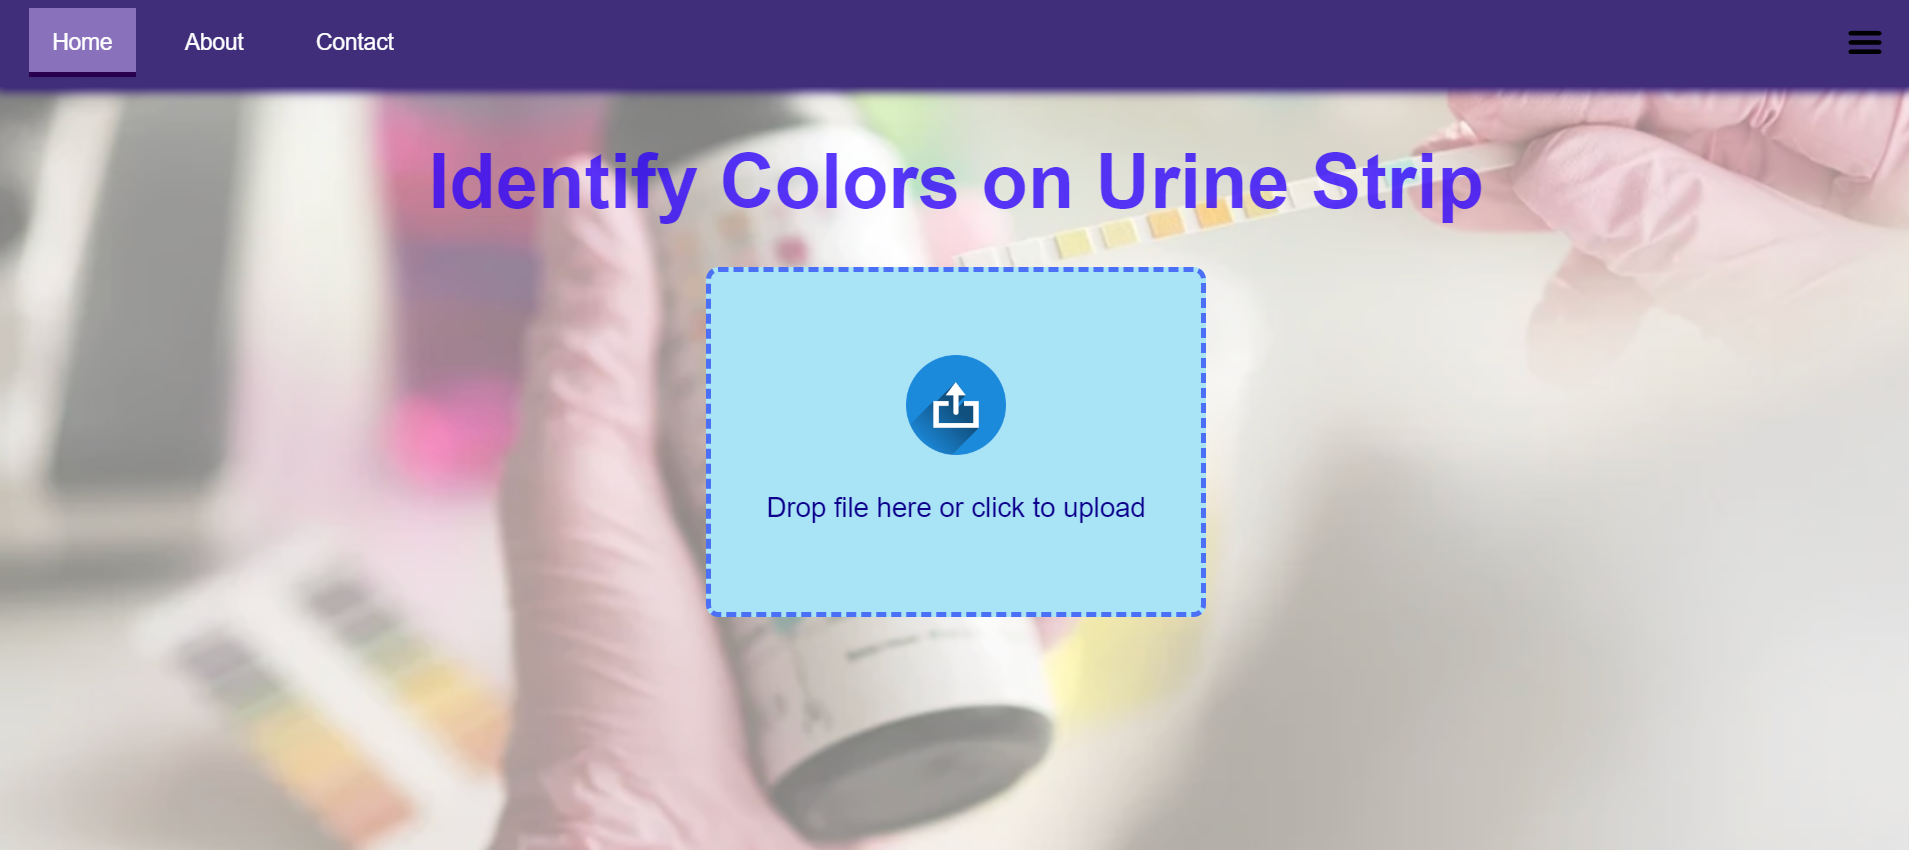 Home
About
Contact
Identify Colors on Urine Strip
Drop file here or click to upload